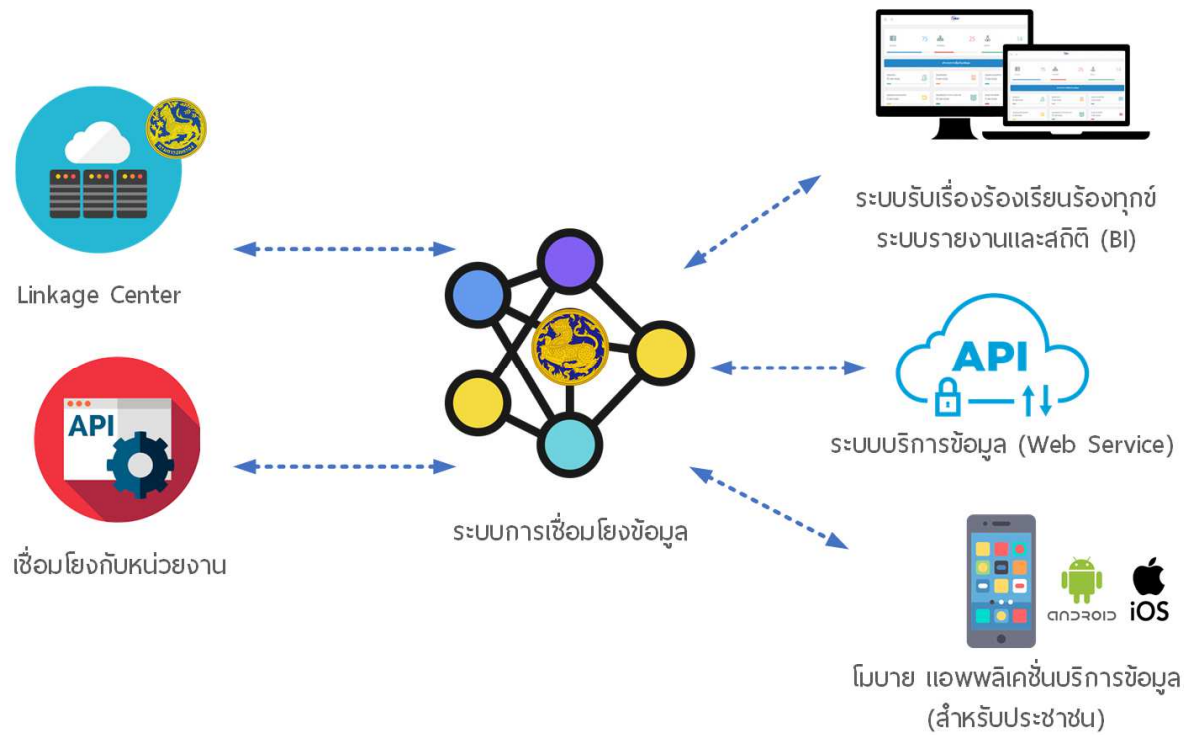 Linkage Center
API
เชื่อมโยงกับหน่วยงาน
ระบบการเชื่อมโยงข้อมูล
ระบบรับเรื่องร้องเรียนร้องทุกข์
ระบบรายงานและสถิติ (BI)
API
ระบบบริการข้อมูล (Web Service)
ANDROID
iOS
โมบาย แอพพลิเคชั่นบริการข้อมูล
(สำหรับประชาชน)